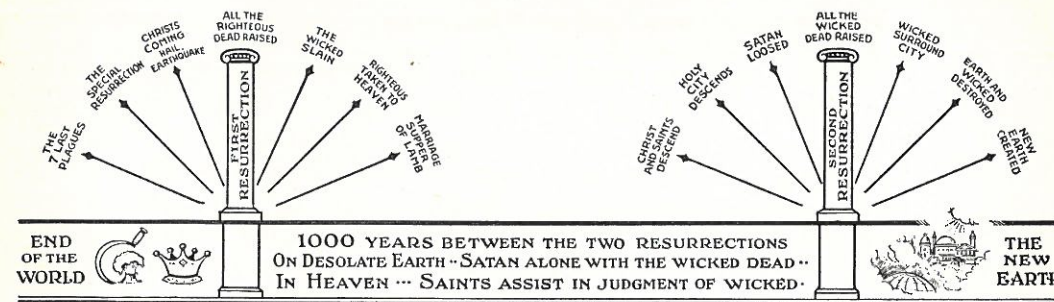 THE
7 LAST
PLAGUES
THE
SPECIAL
RESURRECTION
CHRISTS
COMING
HAIL
EARTHQUAKE
ALL THE
RIGHTEOUS
DEAD RAISED
FIRST
RESURRECTION
THE
WICKED
SLAIN
RIGHTEOUS
TAKEN TO
HEAVEN
MARRIAGE
SUPPER
OF LAMB
CHRIST
AND SAINTS
DESCEND
HOLY
CITY
DESCENDS
SATAN
LOOSED
ALL THE
WICKED
DEAD RAISED
SECOND
RESURRECTION
WICKED
SURROUND
CITY
EARTH AND
WICKED
DESTROYED
NEW
EARTH
CREATED
END
OF THE
WORLD
1000 YEARS BETWEEN THE TWO RESURRECTIONS
ON DESOLATE EARTH ·· SATAN ALONE WITH THE WICKED DEAD ··
IN HEAVEN ··· SAINTS ASSIST IN JUDGMENT OF WICKED·
THE
NEW
EARTH